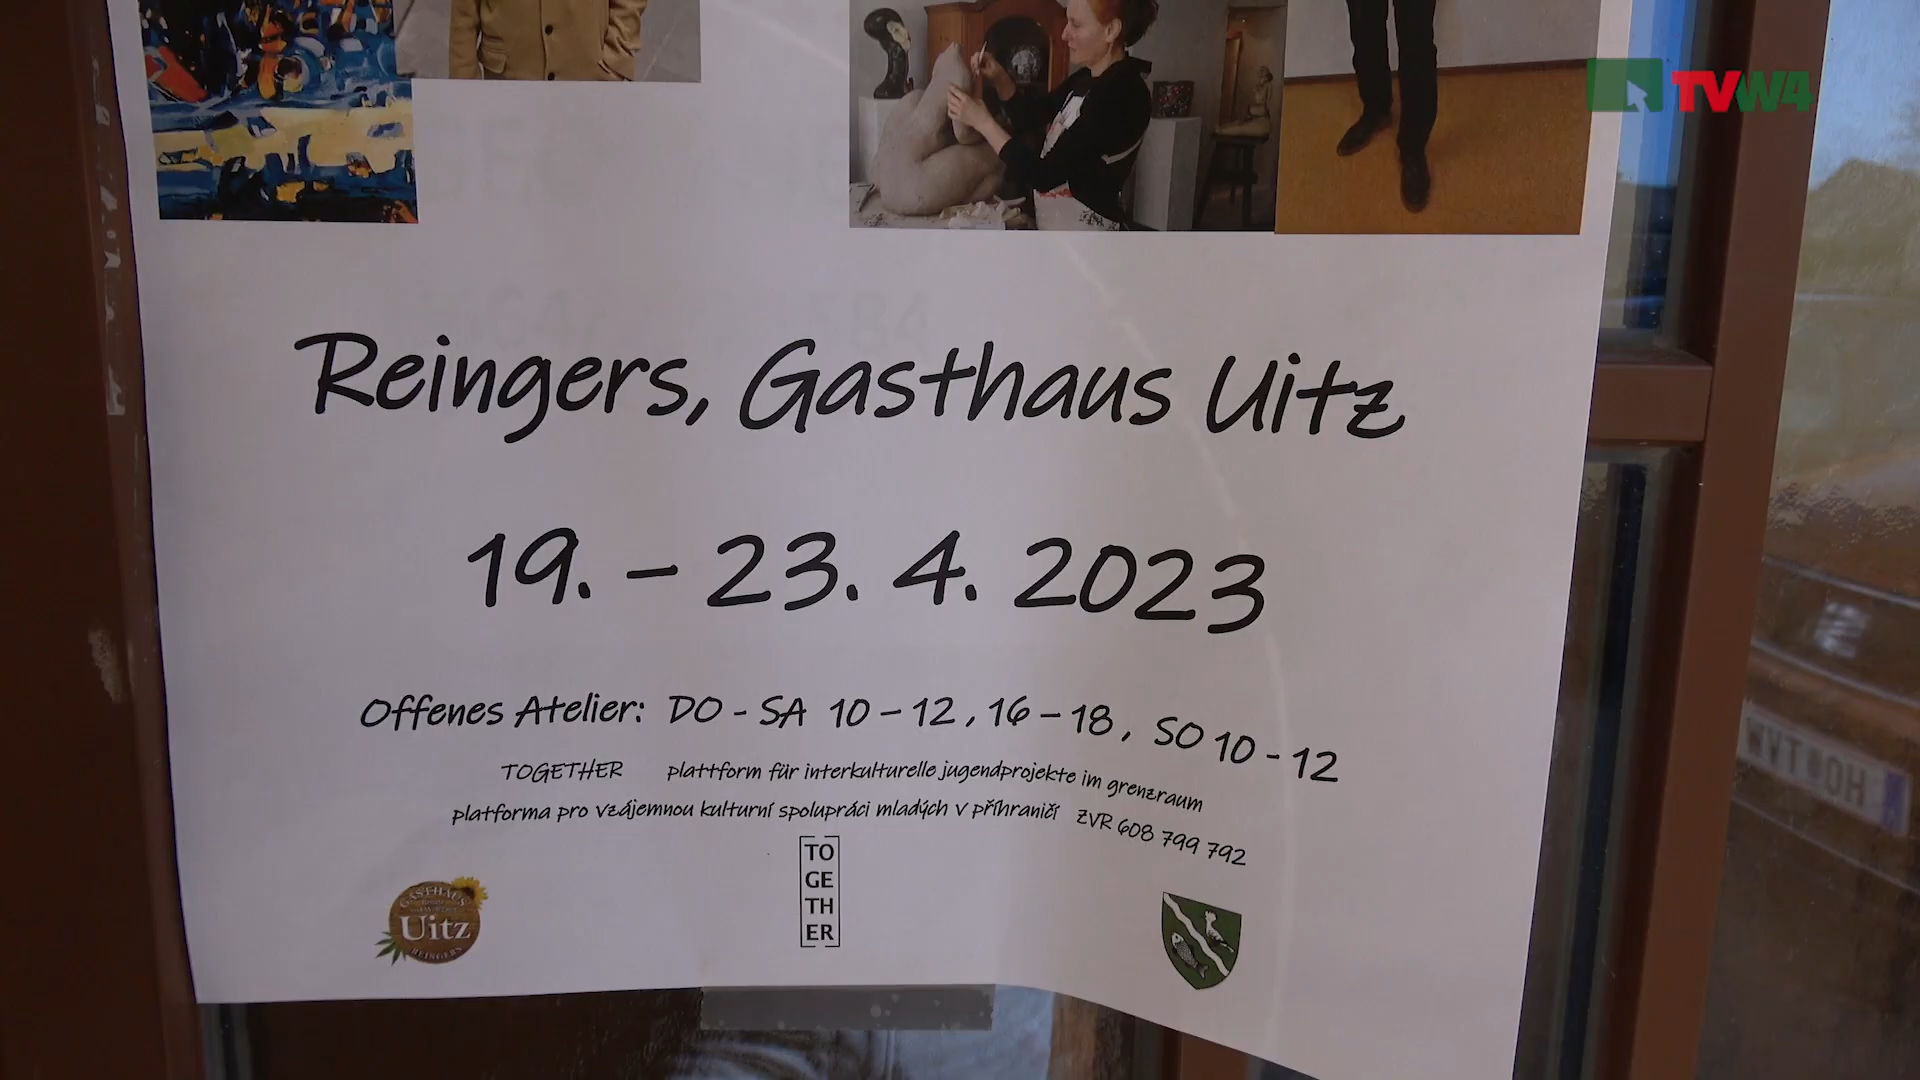 TVW4
Reingers, Gasthaus Uitz
19. - 23. 4. 2023
Offenes Atelier: DO - SA 10 - 12, 16 - 18, SO 10 - 12
TOGETHER plattform für interkulturelle jugendprojekte im grenzraum
platforma pro vzájemnou kulturní spolupráci mladých v příhraničí ZVR 608 799 792
TO
GE
TH
ER
GASTHAUS
Uitz
REINGERS